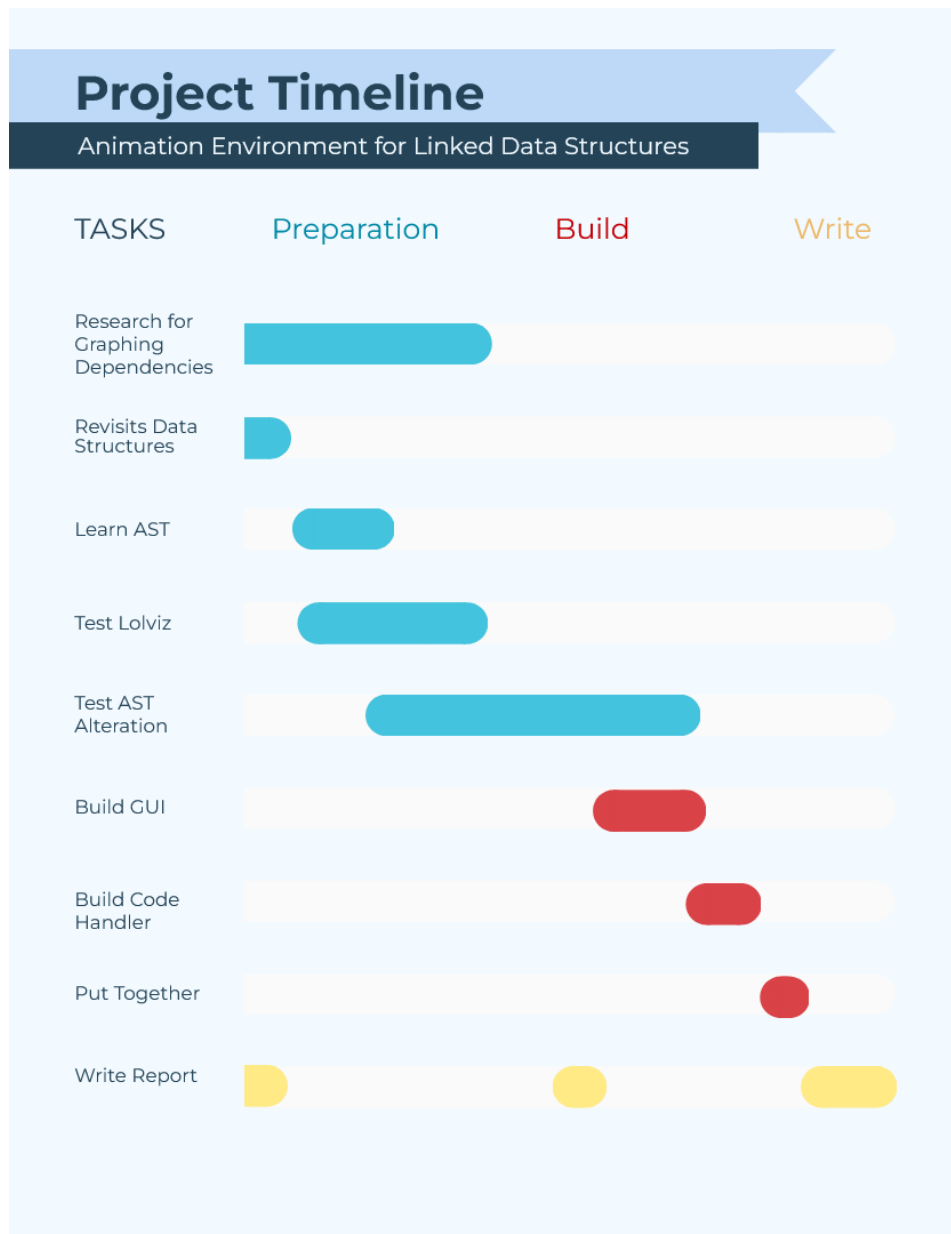 Project Timeline
Animation Environment for Linked Data Structures
TASKS Preparation Build Write
Research for
Graphing
Dependencies
Revisits Data
Structures
Learn AST
Test Lolviz
Test AST
Alteration
Build GUI
Build Code
Handler
Put Together
Write Report